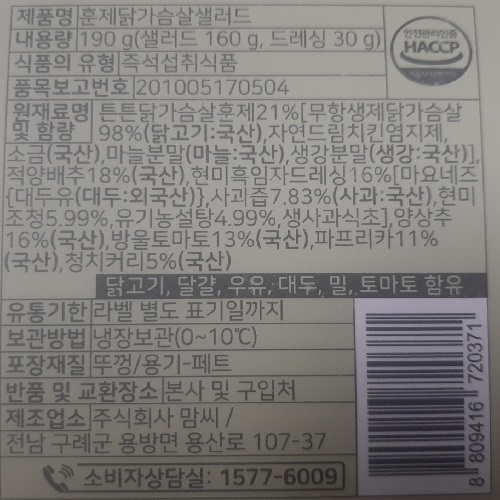 제품명 훈제닭가슴살샐러드
내용량 190 g(샐러드 160 g, 드레싱 30 g)
식품의 유형 즉석섭취식품
품목보고번호 201005170504
안전관리인증
HACCP
원재료명 튼튼닭가슴살훈제21%[무항생제닭가슴살
및 함량 98%(닭고기:국산),자연드림치킨염지제,
소금(국산),마늘분말(마늘:국산),생강분말(생강:국산)],
적양배추18%(국산),현미흑임자드레싱16%[마요네즈
{대두유(대두:외국산)},사과즙7.83%(사과:국산),현미
조청5.99%,유기농설탕4.99%,생사과식초],양상추
16%(국산),방울토마토13%(국산),파프리카11%
(국산),청치커리5%(국산)
닭고기, 달걀, 우유, 대두, 밀, 토마토 함유
유통기한 라벨 별도 표기일까지
보관방법 냉장보관(0~10℃)
포장재질 뚜껑/용기-페트
반품 및 교환장소 본사 및 구입처
제조업소 주식회사 맘씨 /
전남 구례군 용방면 용산로 107-37
소비자상담실: 1577-6009
8 809416 720371